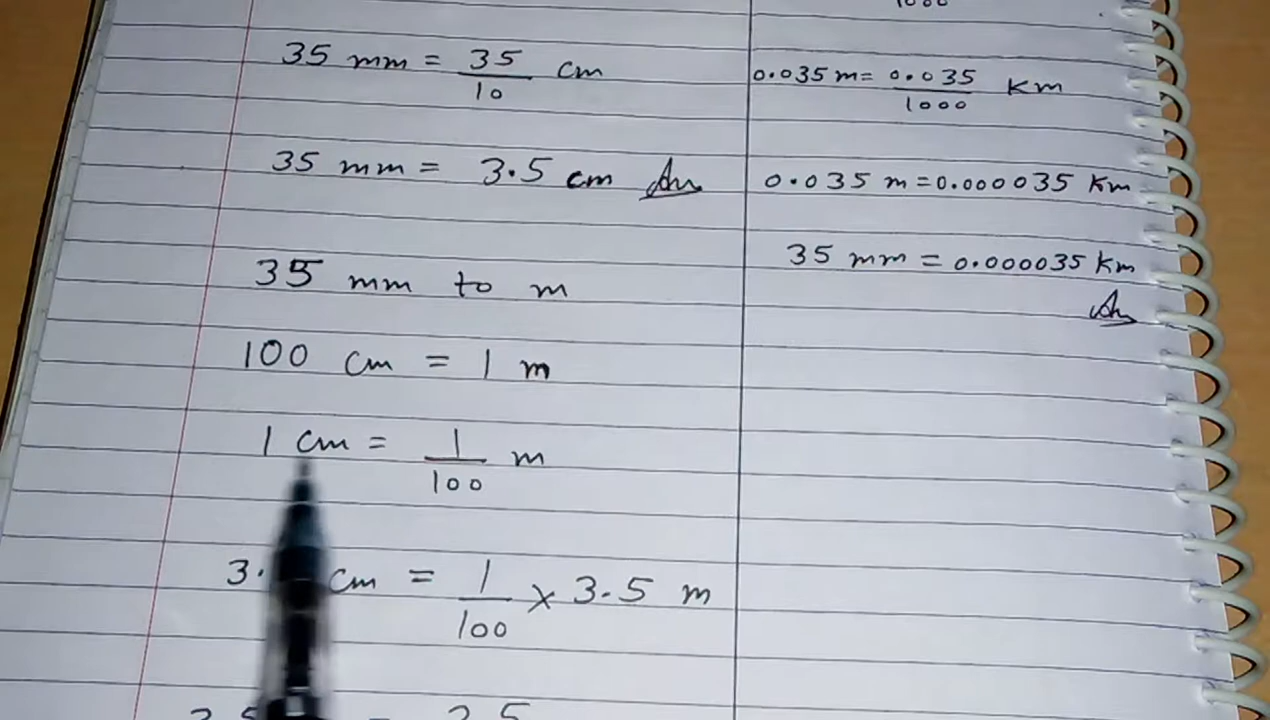 35 mm = 35/10 cm
35 mm = 3.5 cm Ans
35 mm to m
100 cm = 1 m
1 cm = 1/100 m
3. cm = 1/100 × 3.5 m
1000
0.035 m = 0.035/1000 Km
0.035 m = 0.000035 Km
35 mm = 0.000035 Km
Ans